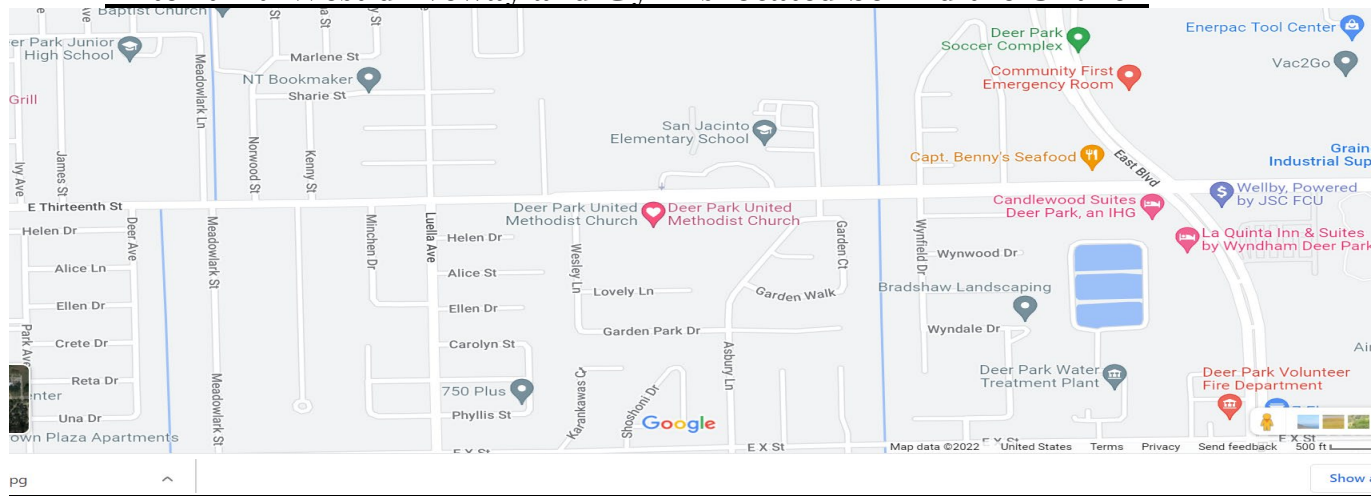 Baptist Church
er Park Junior
High School
Grill
Ivy Ave
James St
Meadowlark Ln
Marlene St
NT Bookmaker
Sharie St
Norwood St
Kenny St
San Jacinto
Elementary School
Deer Park
Soccer Complex
Community First
Emergency Room
Enerpac Tool Center
Vac2Go
Capt. Benny's Seafood
East Blvd
Grain
Industrial Sup
Wellby, Powered
by JSC FCU
Candlewood Suites
Deer Park, an IHG
La Quinta Inn & Suites
by Wyndham Deer Park
E Thirteenth St
Deer Park United
Methodist Church
Deer Park United
Methodist Church
Helen Dr
Deer Ave
Alice Ln
Ellen Dr
Park Ave
Crete Dr
Reta Dr
enter
Una Dr
own Plaza Apartments
Meadowlark St
Meadowlark St
Minchen Dr
Luella Ave
Helen Dr
Alice St
Ellen Dr
Carolyn St
750 Plus
Phyllis St
Wesley Ln
Lovely Ln
Garden Park Dr
Garden Walk
Garden Ct
Asbury Ln
Karankawas Cr
Shoshoni Dr
Wynfield Dr
Wynwood Dr
Bradshaw Landscaping
Wyndale Dr
Deer Park Water
Treatment Plant
Deer Park Volunteer
Fire Department
Google
E X St
E X St
E X St
Map data ©2022 United States Terms Privacy Send feedback 500 ft
pg
Show